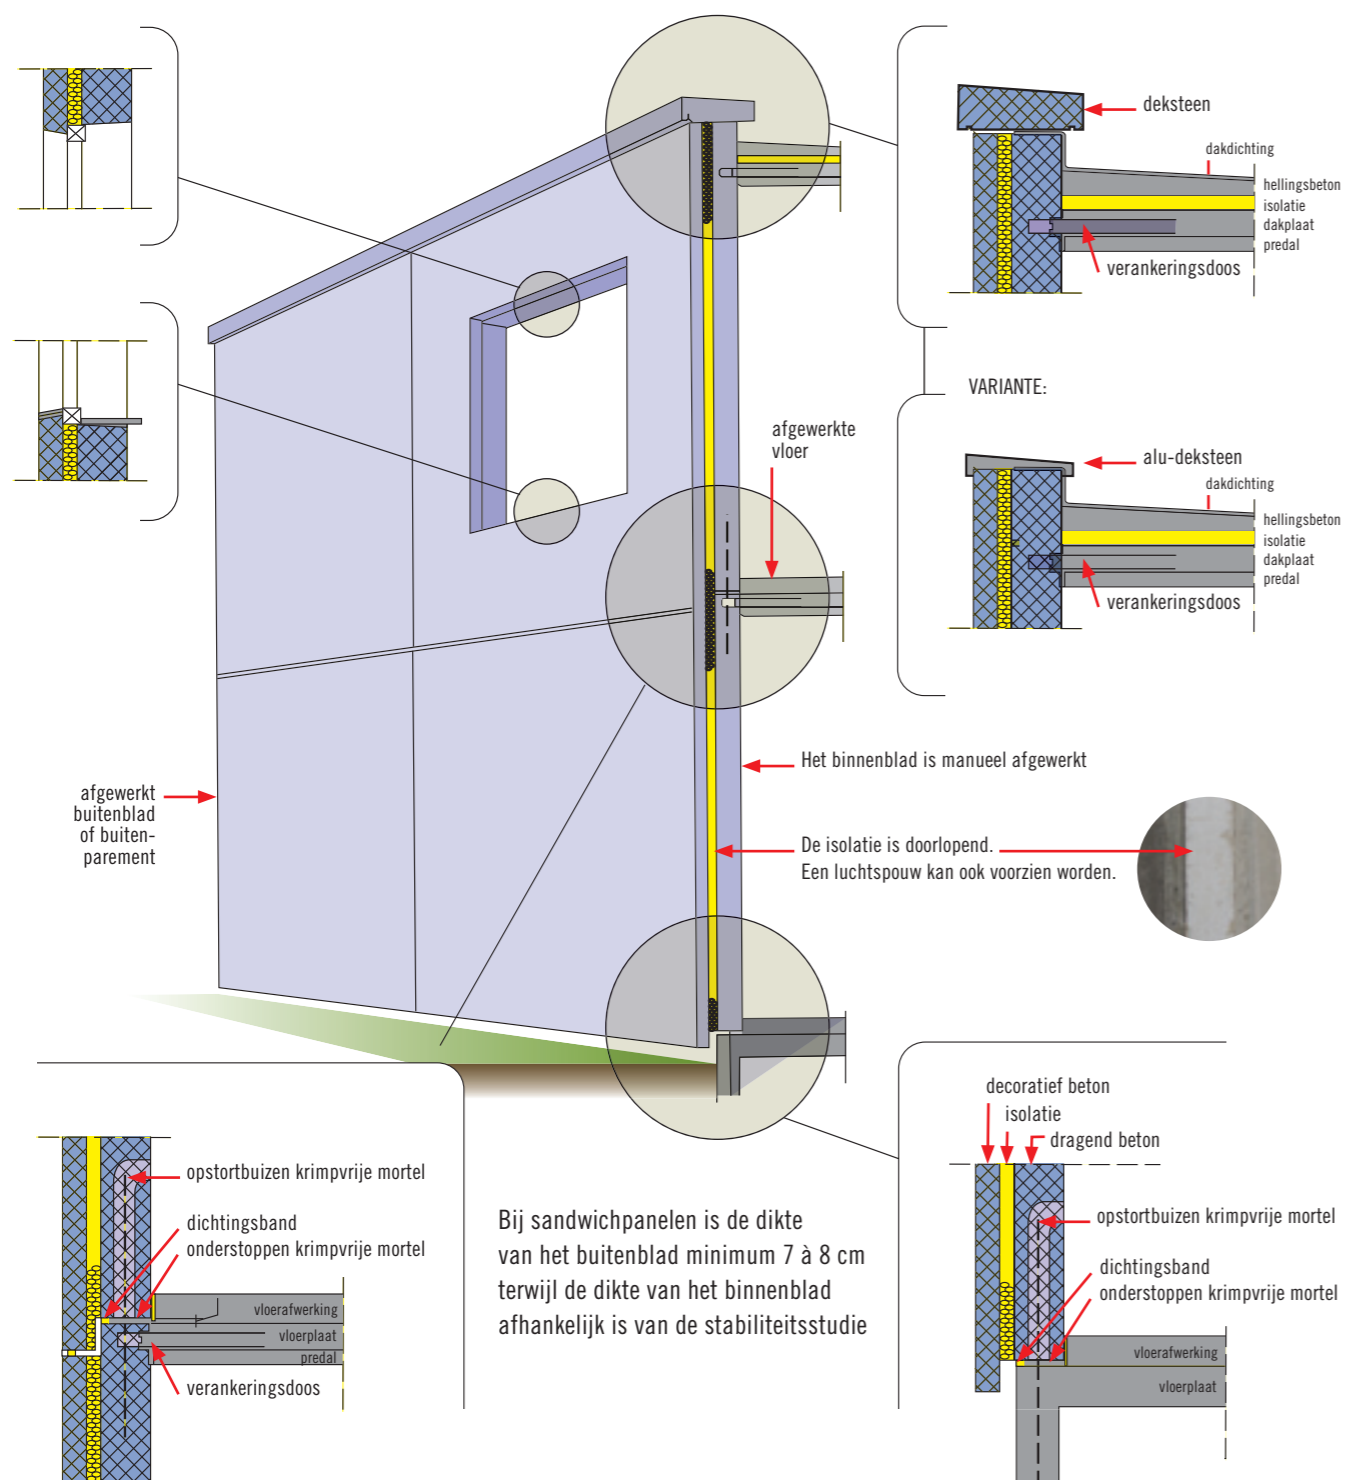 deksteen
dakdichting
hellingsbeton
isolatie
dakplaat
predal
verankeringsdoos
VARIANTE:
alu-deksteen
dakdichting
hellingsbeton
isolatie
dakplaat
predal
verankeringsdoos
afgewerkte
vloer
Het binnenblad is manueel afgewerkt
afgewerkt
buitenblad
of buiten-
parement
De isolatie is doorlopend.
Een luchtspouw kan ook voorzien worden.
opstortbuizen krimpvrije mortel
dichtingsband
onderstoppen krimpvrije mortel
vloerafwerking
vloerplaat
predal
verankeringsdoos
Bij sandwichpanelen is de dikte
van het buitenblad minimum 7 à 8 cm
terwijl de dikte van het binnenblad
afhankelijk is van de stabiliteitsstudie
decoratief beton
isolatie
dragend beton
opstortbuizen krimpvrije mortel
dichtingsband
onderstoppen krimpvrije mortel
vloerafwerking
vloerplaat